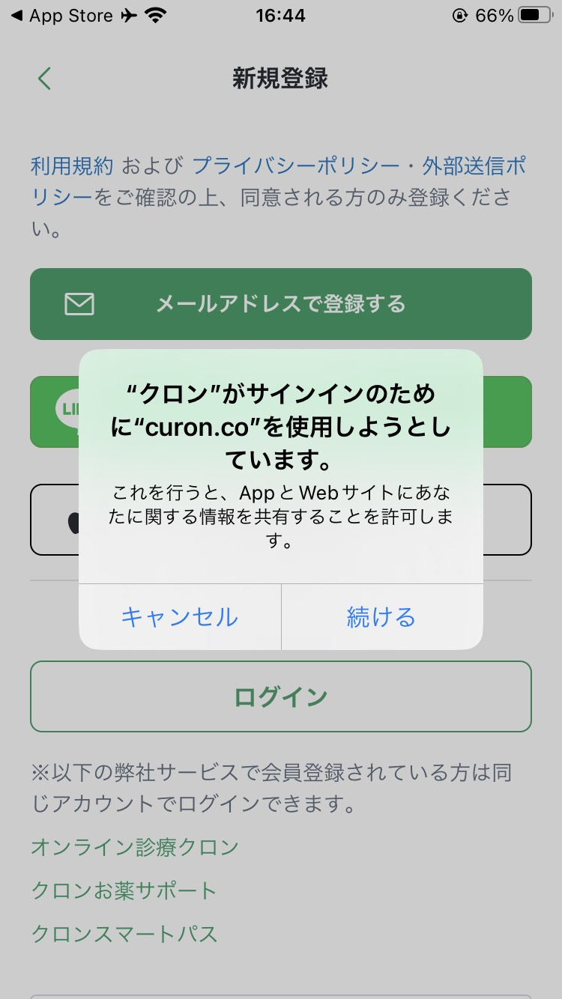 App Store
16:44
66%
新規登録
利用規約 および プライバシーポリシー・外部送信ポ
リシーをご確認の上、同意される方のみ登録くださ
い。
メールアドレスで登録する
“クロン”がサインインのため
に“curon.co”を使用しようとし
ています。
これを行うと、AppとWebサイトにあな
たに関する情報を共有することを許可しま
す。
キャンセル
続ける
ログイン
※以下の弊社サービスで会員登録されている方は同
じアカウントでログインできます。
オンライン診療クロン
クロンお薬サポート
クロンスマートパス